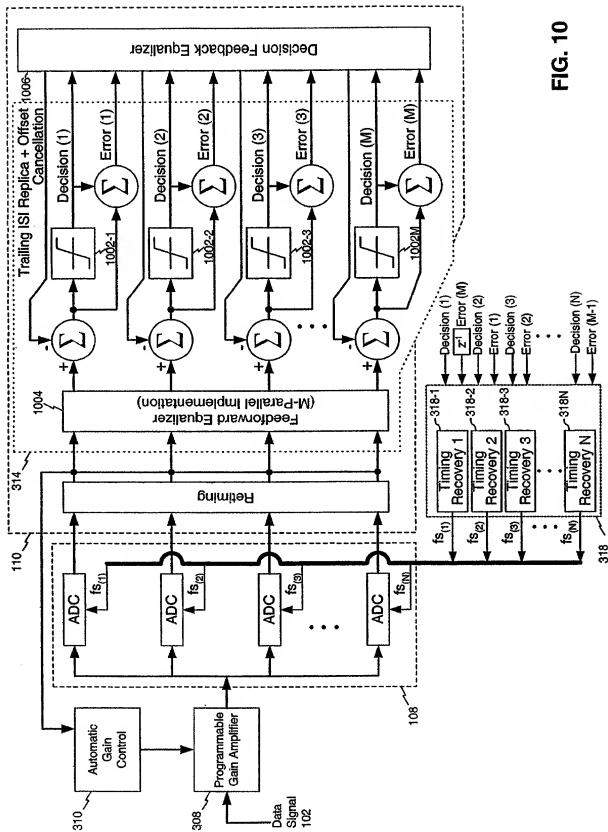 310
Automatic
Gain
Control
308
Programmable
Gain Amplifier
Data
Signal
102
108
ADC
fs(1)
ADC
fs(2)
ADC
fs(3)
ADC
fs(N)
110
314
Retiming
1004
Feedforward Equalizer
(M-Parallel Implementation)
Trailing ISI Replica + Offset
Cancellation
1006
+
-
Σ
1002-1
Decision (1)
Σ
Error (1)
+
-
Σ
1002-2
Decision (2)
Σ
Error (2)
+
-
Σ
1002-3
Decision (3)
Σ
Error (3)
+
-
Σ
1002M
Decision (M)
Σ
Error (M)
Decision Feedback Equalizer
fs(1)
fs(2)
fs(3)
fs(N)
318-1
Timing
Recovery 1
318-2
Timing
Recovery 2
318-3
Timing
Recovery 3
318N
Timing
Recovery N
318
Decision (1)
z-1
Error (M)
Decision (2)
Error (1)
Decision (3)
Error (2)
Decision (N)
Error (M-1)
FIG. 10